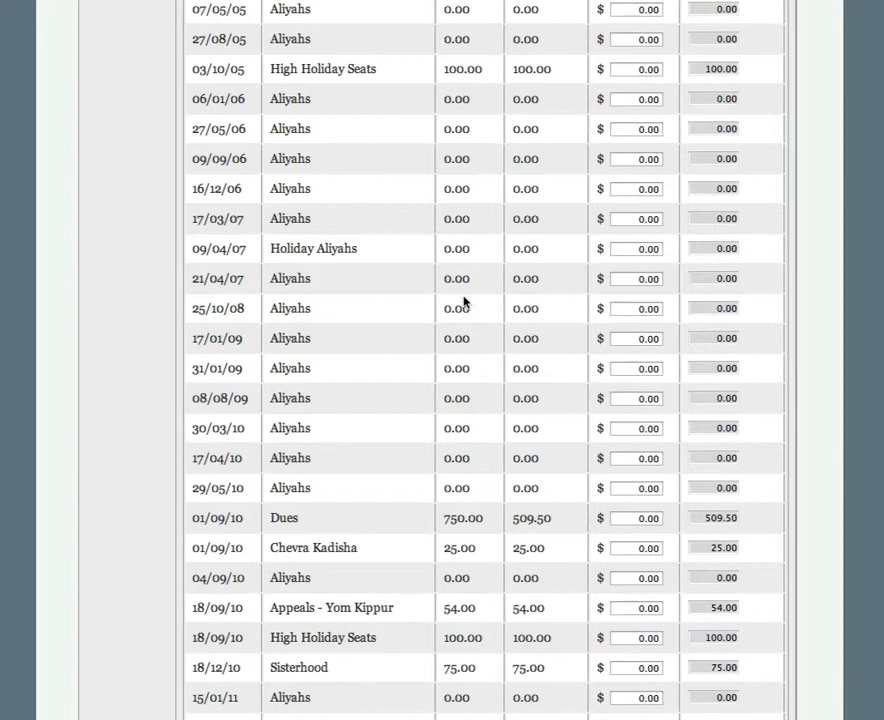 07/05/05 Aliyahs 0.00 0.00 $ 0.00 0.00
27/08/05 Aliyahs 0.00 0.00 $ 0.00 0.00
03/10/05 High Holiday Seats 100.00 100.00 $ 0.00 100.00
06/01/06 Aliyahs 0.00 0.00 $ 0.00 0.00
27/05/06 Aliyahs 0.00 0.00 $ 0.00 0.00
09/09/06 Aliyahs 0.00 0.00 $ 0.00 0.00
16/12/06 Aliyahs 0.00 0.00 $ 0.00 0.00
17/03/07 Aliyahs 0.00 0.00 $ 0.00 0.00
09/04/07 Holiday Aliyahs 0.00 0.00 $ 0.00 0.00
21/04/07 Aliyahs 0.00 0.00 $ 0.00 0.00
25/10/08 Aliyahs 0.00 0.00 $ 0.00 0.00
17/01/09 Aliyahs 0.00 0.00 $ 0.00 0.00
31/01/09 Aliyahs 0.00 0.00 $ 0.00 0.00
08/08/09 Aliyahs 0.00 0.00 $ 0.00 0.00
30/03/10 Aliyahs 0.00 0.00 $ 0.00 0.00
17/04/10 Aliyahs 0.00 0.00 $ 0.00 0.00
29/05/10 Aliyahs 0.00 0.00 $ 0.00 0.00
01/09/10 Dues 750.00 509.50 $ 0.00 509.50
01/09/10 Chevra Kadisha 25.00 25.00 $ 0.00 25.00
04/09/10 Aliyahs 0.00 0.00 $ 0.00 0.00
18/09/10 Appeals - Yom Kippur 54.00 54.00 $ 0.00 54.00
18/09/10 High Holiday Seats 100.00 100.00 $ 0.00 100.00
18/12/10 Sisterhood 75.00 75.00 $ 0.00 75.00
15/01/11 Aliyahs 0.00 0.00 $ 0.00 0.00